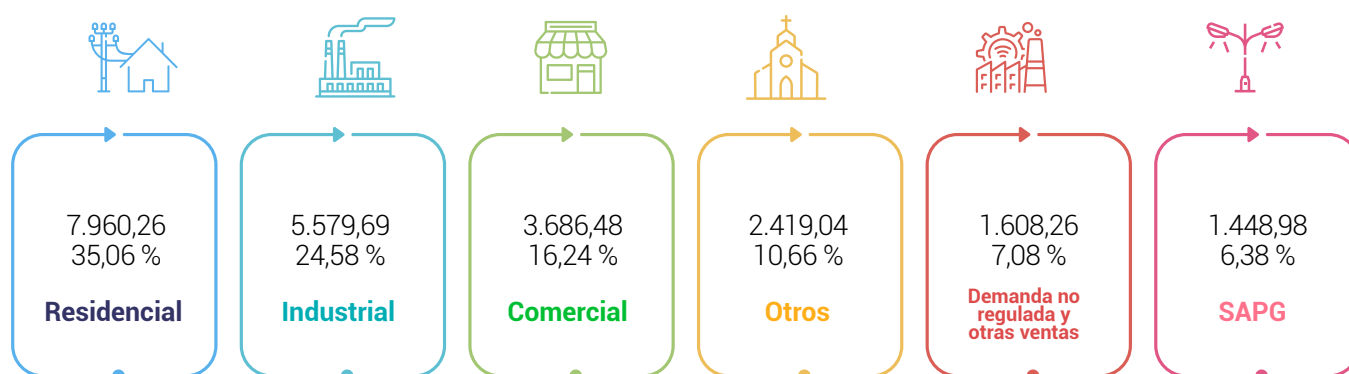 7.960,26
35,06 %
Residencial
5.579,69
24,58 %
Industrial
3.686,48
16,24 %
Comercial
2.419,04
10,66 %
Otros
1.608,26
7,08 %
Demanda no
regulada y
otras ventas
1.448,98
6,38 %
SAPG